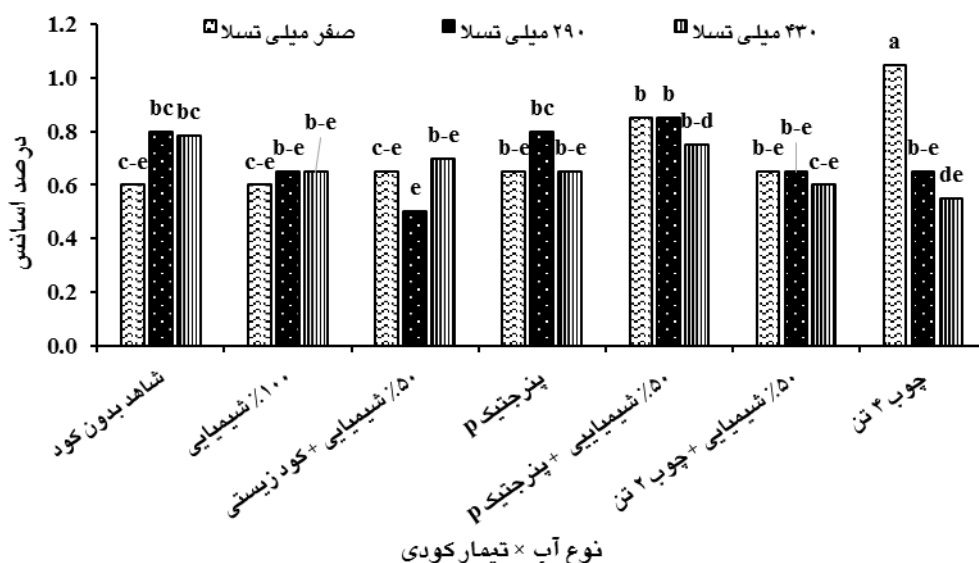 صفر میلی تسلا ۲۹۰ میلی تسلا ۴۳۰ میلی تسلا
درصد اسانس
1.2
1.0
0.8
0.6
0.4
0.2
0.0
c-e bc bc
c-e b-e b-e
c-e e b-e
b-e bc b-e
b b b-d
b-e b-e c-e
a b-e de
شاهد بدون کود
۱۰۰٪ شیمیایی
۵۰٪ شیمیایی + کود زیستی
پنرجتیک p
۵۰٪ شیمیاییی + پنرجتیک p
۵۰٪ شیمیایی + چوب ۲ تن
چوب ۴ تن
نوع آب × تیمار کودی